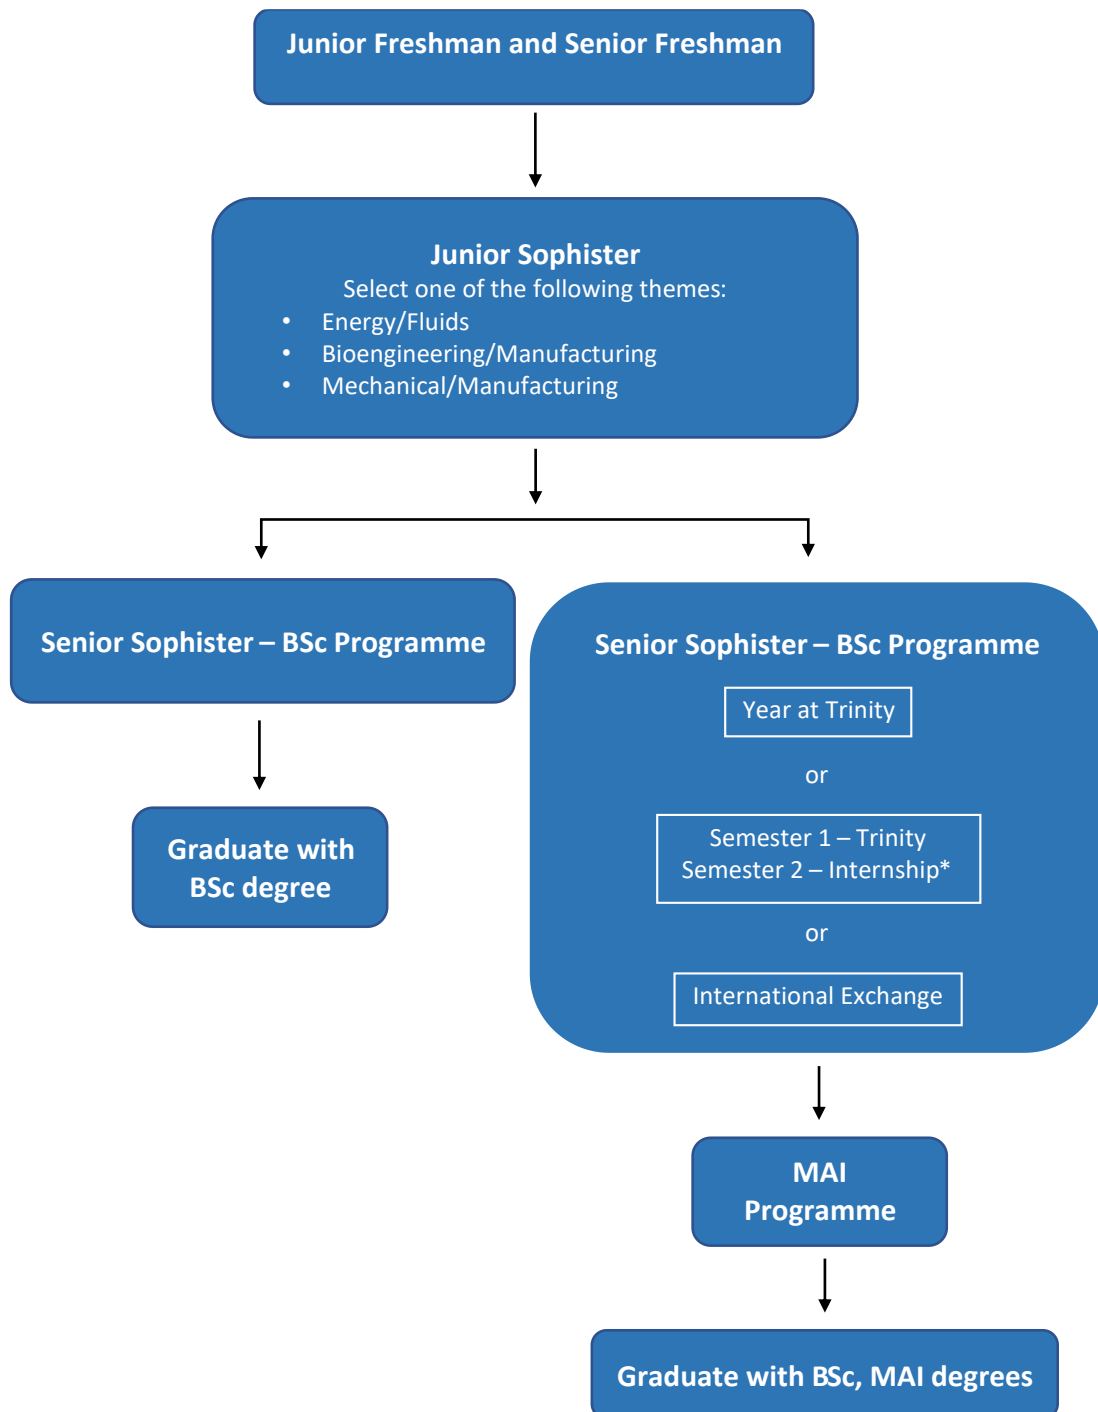 Junior Freshman and Senior Freshman
Junior Sophister
Select one of the following themes:
• Energy/Fluids
• Bioengineering/Manufacturing
• Mechanical/Manufacturing
Senior Sophister – BSc Programme
Graduate with
BSc degree
Senior Sophister – BSc Programme
Year at Trinity
or
Semester 1 – Trinity
Semester 2 – Internship*
or
International Exchange
MAI
Programme
Graduate with BSc, MAI degrees